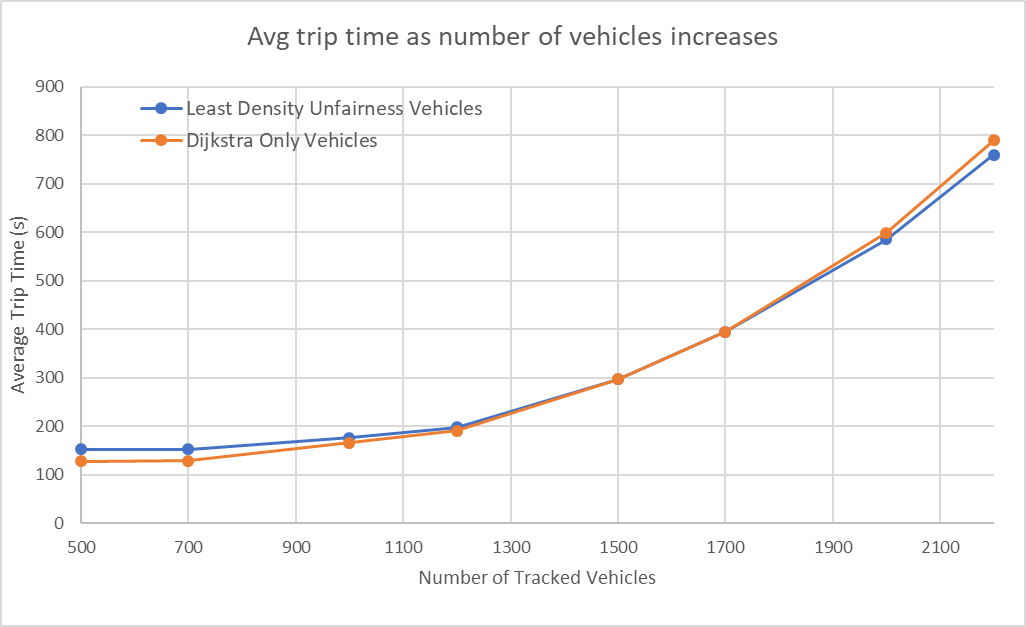 Avg trip time as number of vehicles increases
900
Least Density Unfairness Vehicles
800
Dijkstra Only Vehicles
700
600
500
400
300
200
100
0
Average Trip Time (s)
500 700 900 1100 1300 1500 1700 1900 2100
Number of Tracked Vehicles